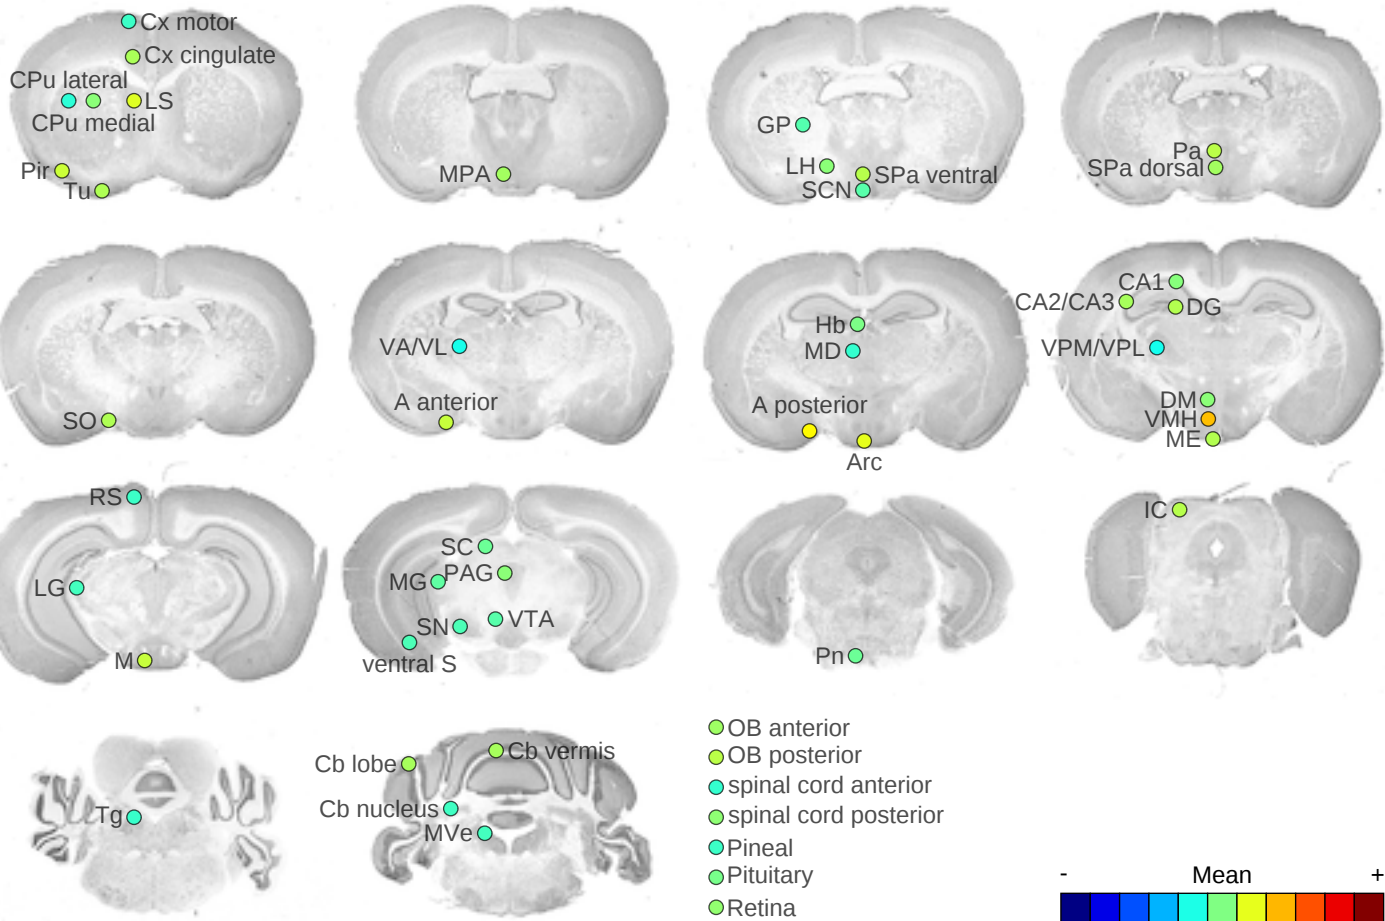 Cx motor
Cx cingulate
CPu lateral
LS
CPu medial
Pir
Tu
MPA
GP
LH
SPa ventral
SCN
Pa
SPa dorsal
SO
VA/VL
A anterior
Hb
MD
A posterior
Arc
CA1
CA2/CA3
DG
VPM/VPL
DM
VMH
ME
RS
LG
M
SC
PAG
MG
VTA
SN
ventral S
Pn
IC
Tg
Cb vermis
Cb lobe
Cb nucleus
MVe
OB anterior
OB posterior
spinal cord anterior
spinal cord posterior
Pineal
Pituitary
Retina
- Mean +